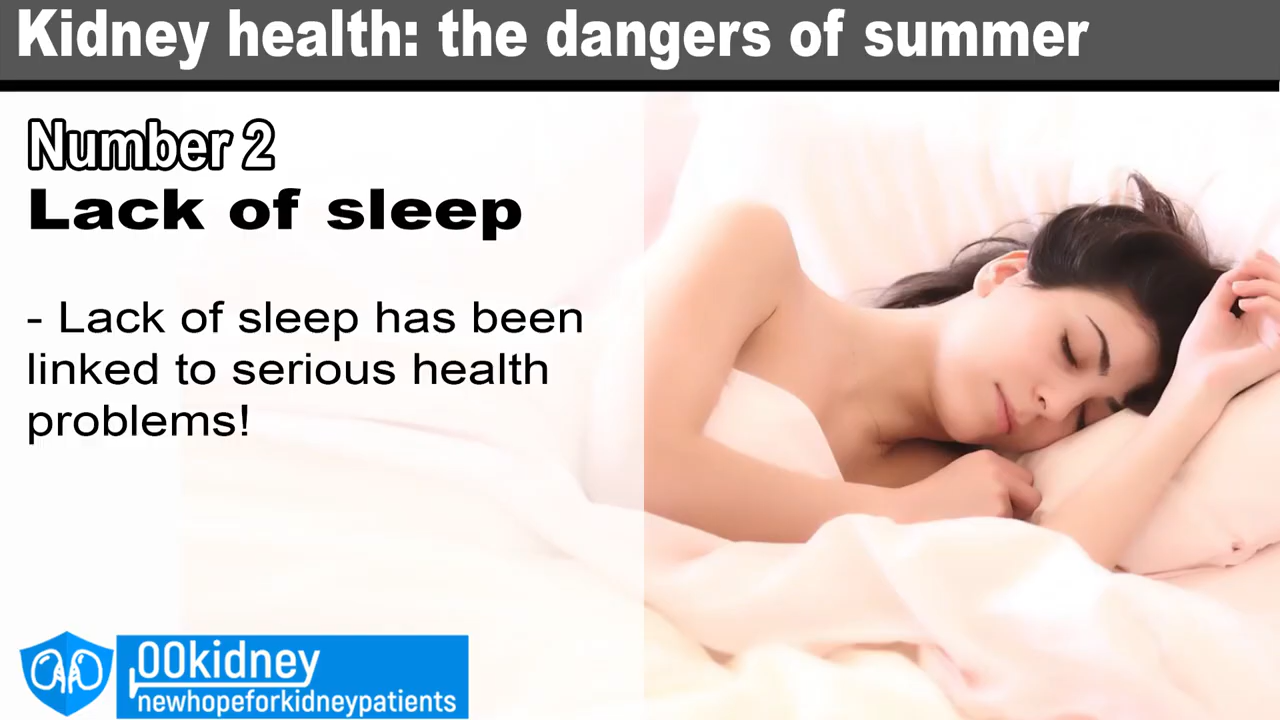 Kidney health: the dangers of summer
Number 2
Lack of sleep
- Lack of sleep has been
linked to serious health
problems!
00kidney
newhopeforkidneypatients